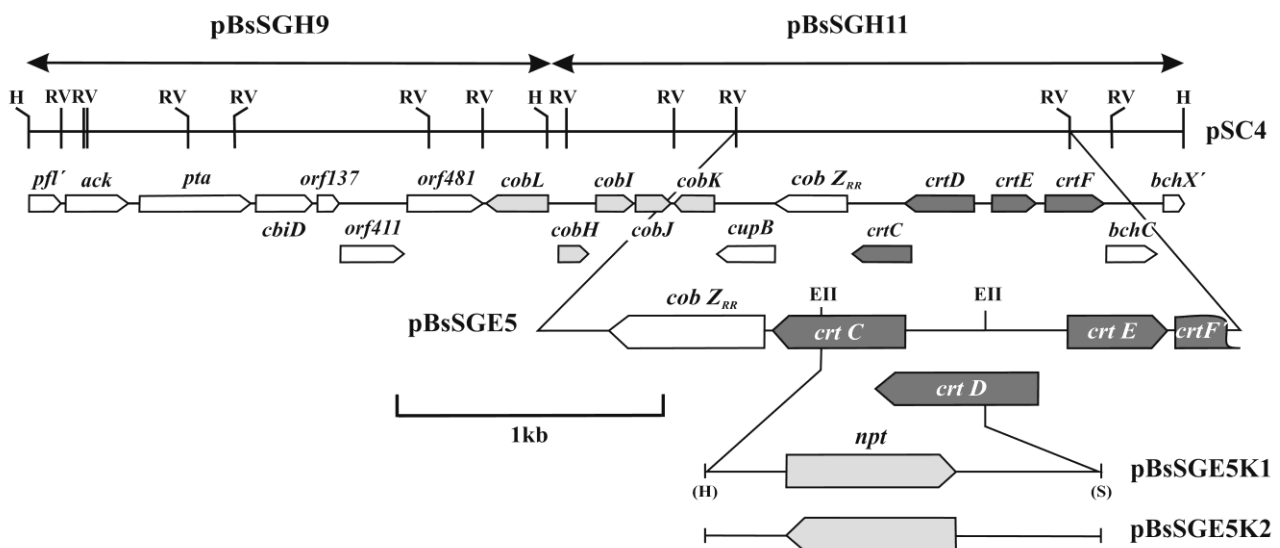 pBsSGH9 pBsSGH11
H RV RV RV RV RV RV H RV RV RV RV RV H
pSC4
pfl´ ack pta orf137 orf481 cobL cobI cobK cob ZRR crtD crtE crtF bchX´
cbiD orf411 cobH cobJ cupB crtC bchC
cob ZRR EII EII
pBsSGE5 crt C crt E crtF´
crt D
1kb
npt
pBsSGE5K1
(H) (S)
pBsSGE5K2